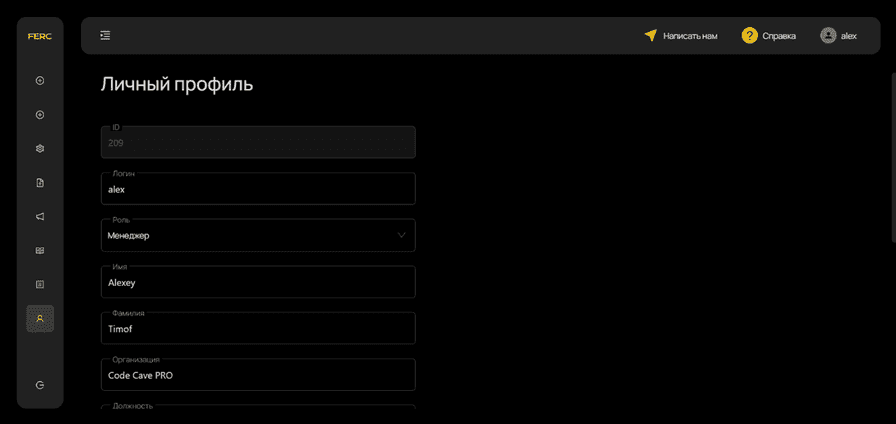 FERC
Написать нам
?
Справка
alex
Личный профиль
ID
209
Логин
alex
Роль
Менеджер
Имя
Alexey
Фамилия
Timof
Организация
Code Cave PRO
Должность